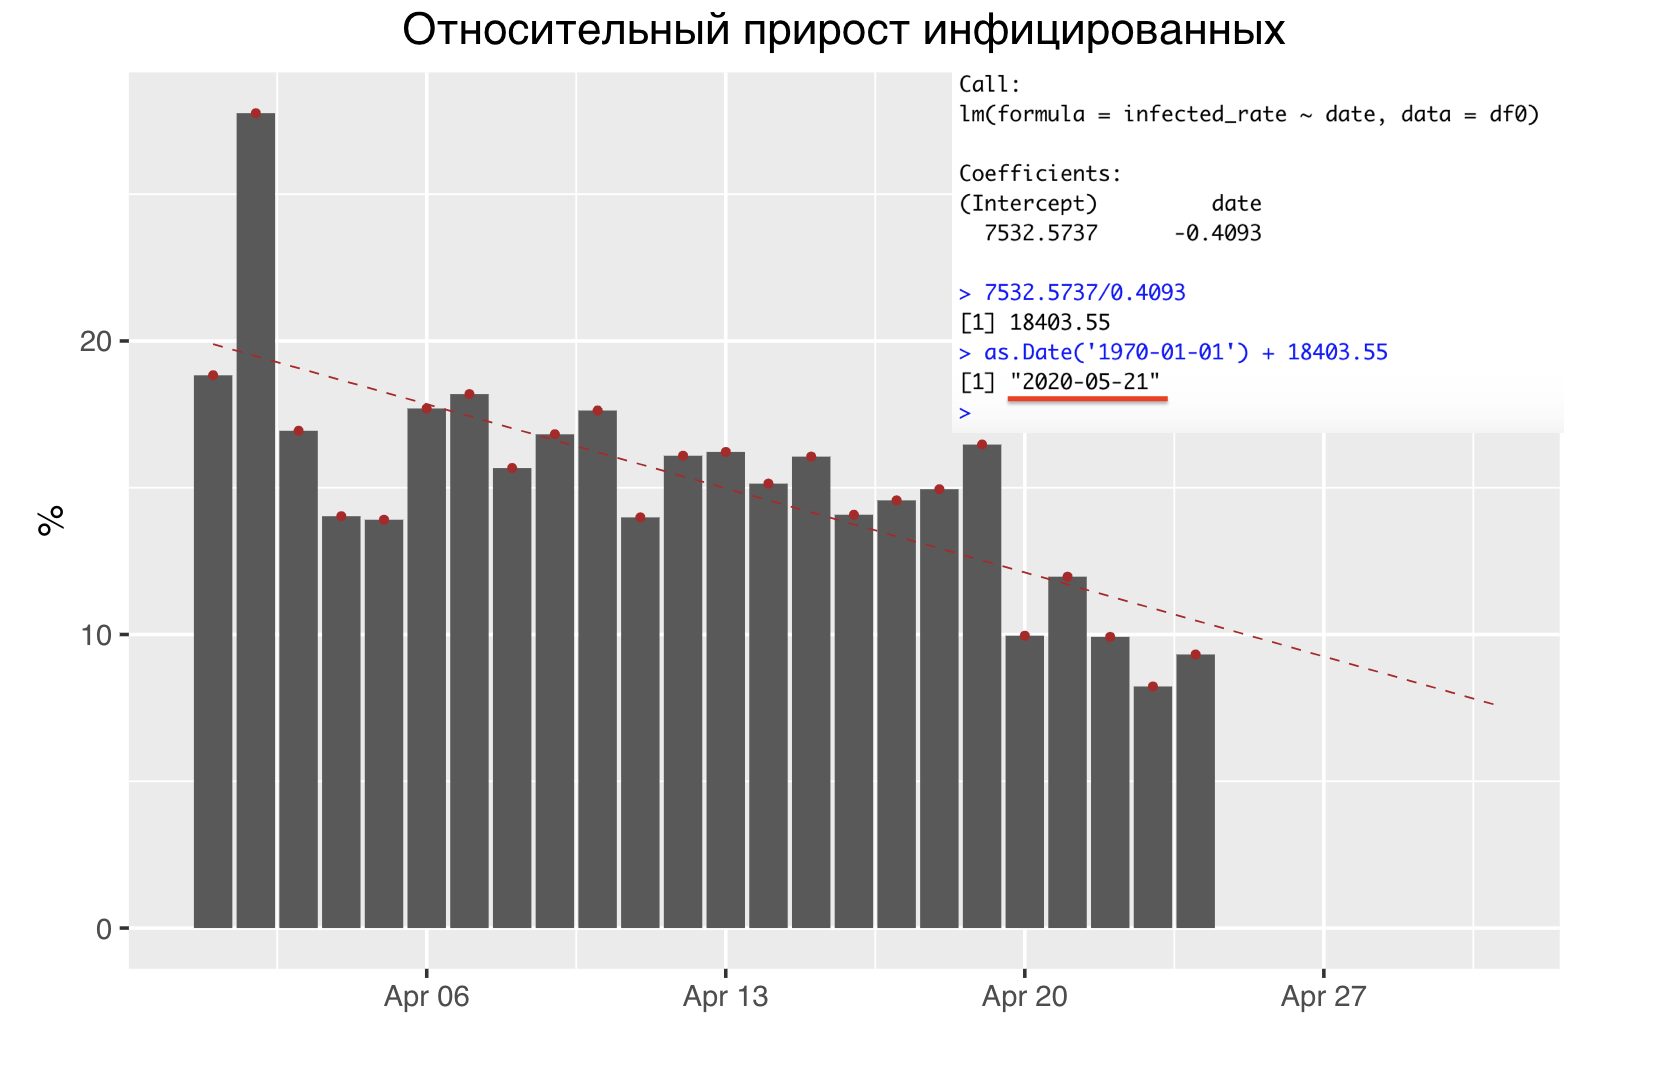 Относительный прирост инфицированных
Call:
lm(formula = infected_rate ~ date, data = df0)
Coefficients:
(Intercept) date
7532.5737 -0.4093
> 7532.5737/0.4093
[1] 18403.55
> as.Date('1970-01-01') + 18403.55
[1] "2020-05-21"
>
20
10
0
%
Apr 06 Apr 13 Apr 20 Apr 27